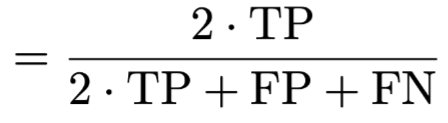 = 2 · TP
2 · TP + FP + FN